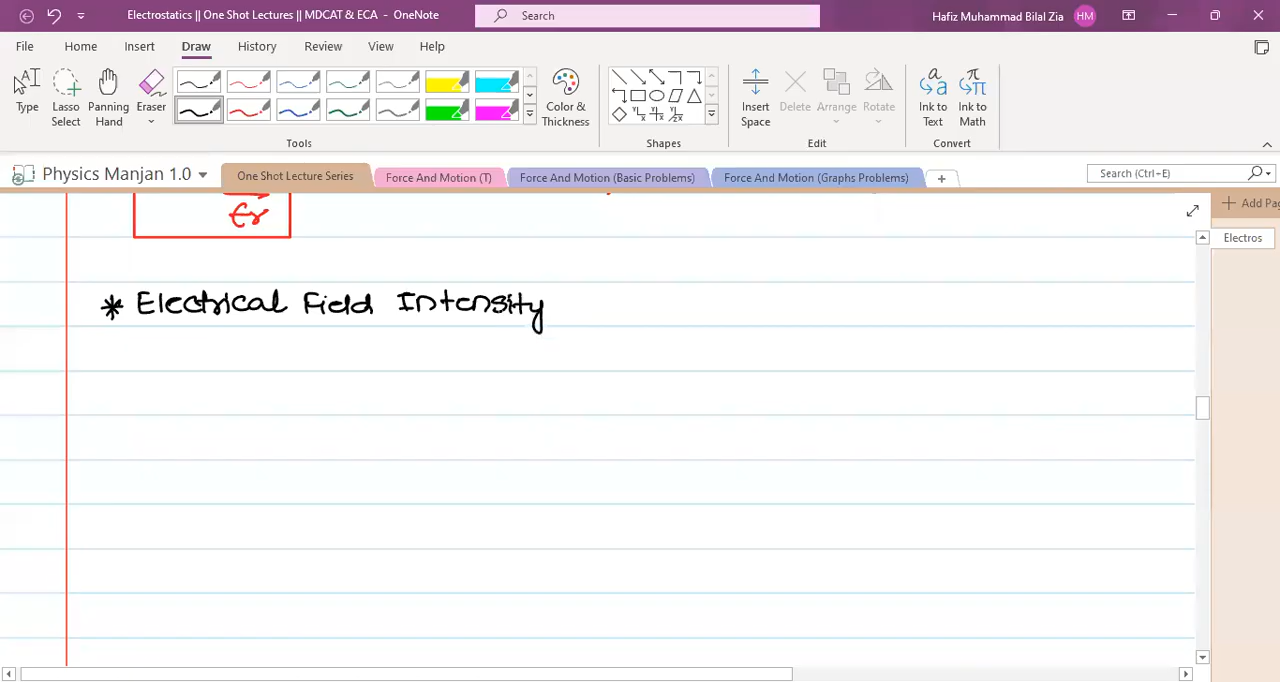 Electrostatics || One Shot Lectures || MDCAT & ECA - OneNote
Search
Hafiz Muhammad Bilal Zia HM
File Home Insert Draw History Review View Help
Type
Lasso Select
Panning Hand
Eraser
Color & Thickness
Insert Space
Delete
Arrange
Rotate
Ink to Text
Ink to Math
Tools
Shapes
Edit
Convert
Physics Manjan 1.0
One Shot Lecture Series
Force And Motion (T)
Force And Motion (Basic Problems)
Force And Motion (Graphs Problems)
Search (Ctrl+E)
Add Pag
Electros
Er
* Electrical Field Intensity